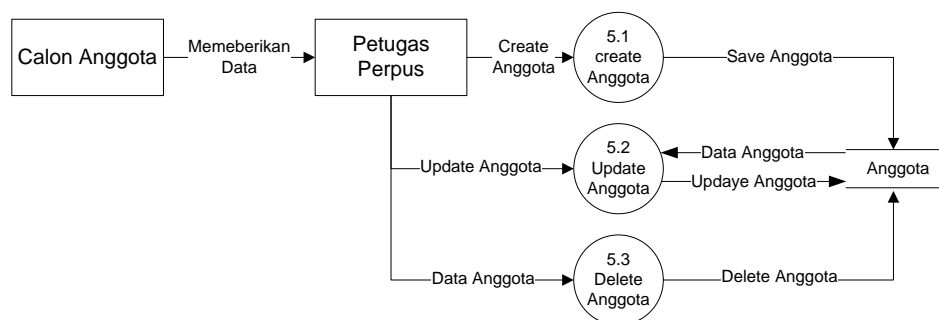 Calon Anggota
Memeberikan
Data
Petugas
Perpus
Create
Anggota
5.1
create
Anggota
Save Anggota
Update Anggota
5.2
Update
Anggota
Data Anggota
Updaye Anggota
Anggota
Data Anggota
5.3
Delete
Anggota
Delete Anggota